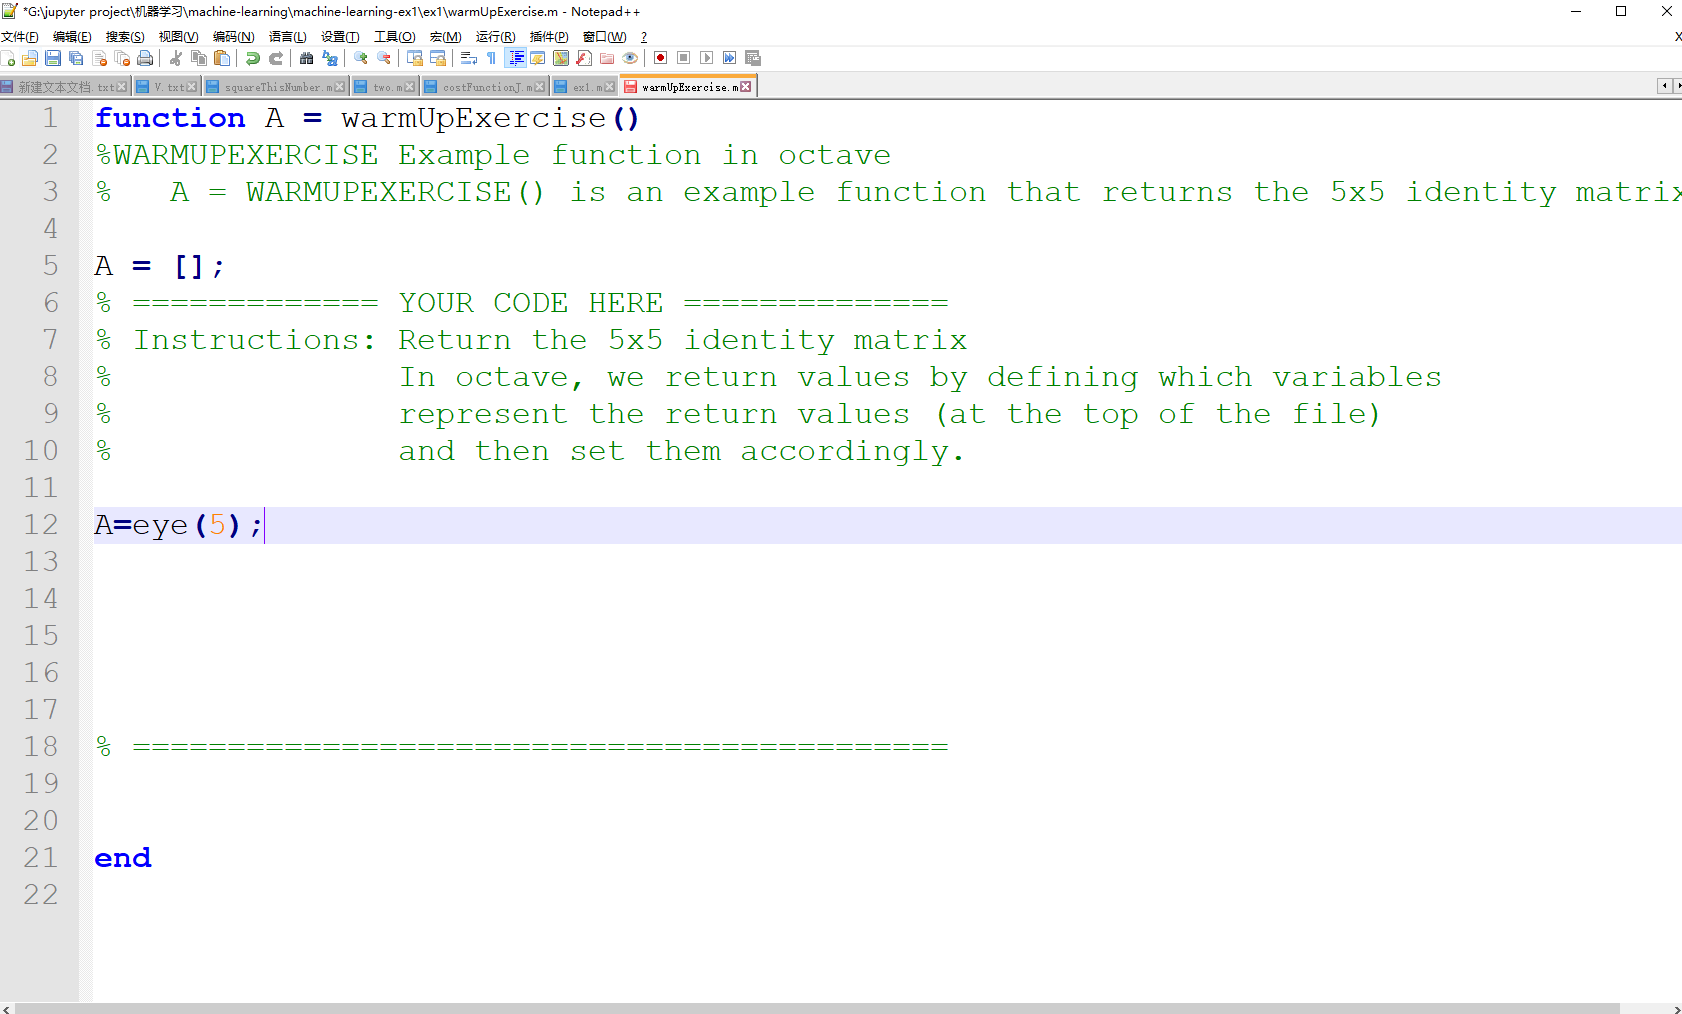 *G:\jupyter project\机器学习\machine-learning\machine-learning-ex1\ex1\warmUpExercise.m - Notepad++
文件(F) 编辑(E) 搜索(S) 视图(V) 编码(N) 语言(L) 设置(T) 工具(O) 宏(M) 运行(R) 插件(P) 窗口(W) ? X
新建文本文档.txt V.txt squareThisNumber.m two.m costFunctionJ.m ex1.m warmUpExercise.m
1 function A = warmUpExercise()
2 %WARMUPEXERCISE Example function in octave
3 %   A = WARMUPEXERCISE() is an example function that returns the 5x5 identity matrix
4
5 A = [];
6 % ============= YOUR CODE HERE ==============
7 % Instructions: Return the 5x5 identity matrix
8 %               In octave, we return values by defining which variables
9 %               represent the return values (at the top of the file)
10 %               and then set them accordingly.
11
12 A=eye(5);
13
14
15
16
17
18 % ===========================================
19
20
21 end
22